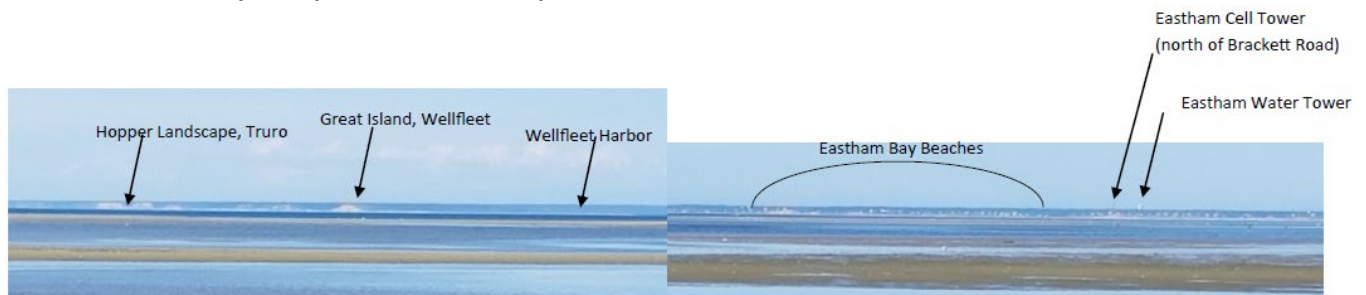 Eastham Cell Tower
(north of Brackett Road)
Eastham Water Tower
Hopper Landscape, Truro
Great Island, Wellfleet
Wellfleet Harbor
Eastham Bay Beaches